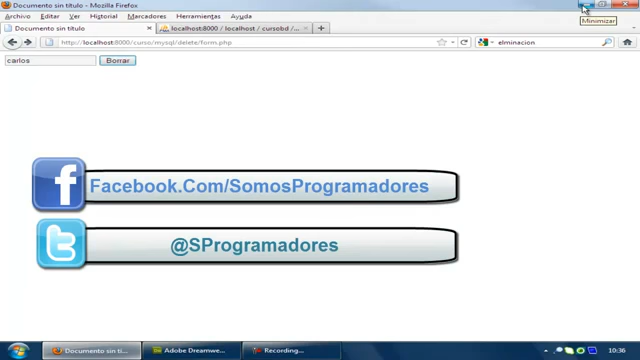 Documento sin título - Mozilla Firefox
Archivo Editar Ver Historial Marcadores Herramientas Ayuda
Minimizar
Documento sin título
localhost:8000 / localhost / cursobd / ...
http://localhost:8000/curso/mysql/delete/form.php
elminacion
carlos
Borrar
Facebook.Com/SomosProgramadores
@SProgramadores
Documento sin tí...
Adobe Dreamwe...
Recording...
10:36